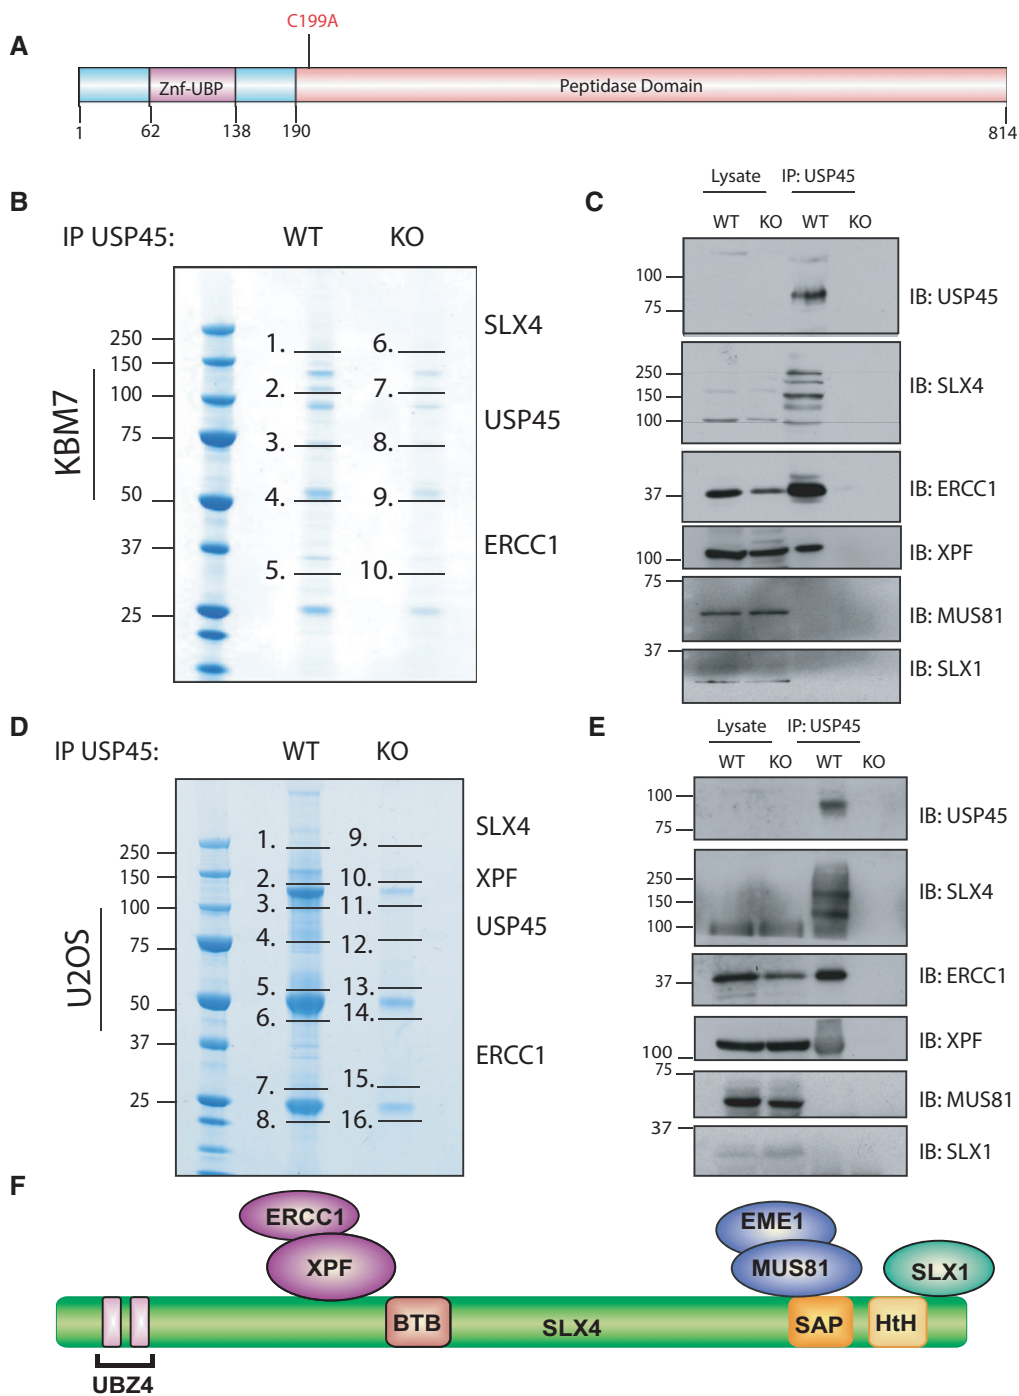 A
C199A
Znf-UBP
Peptidase Domain
1
62
138
190
814
B
IP USP45:
WT
KO
KBM7
250
150
100
75
50
37
25
1.
2.
3.
4.
5.
6.
7.
8.
9.
10.
SLX4
USP45
ERCC1
C
Lysate
IP: USP45
WT
KO
WT
KO
100
75
IB: USP45
250
150
100
IB: SLX4
37
IB: ERCC1
100
IB: XPF
75
IB: MUS81
37
IB: SLX1
D
IP USP45:
WT
KO
U2OS
250
150
100
75
50
37
25
1.
2.
3.
4.
5.
6.
7.
8.
9.
10.
11.
12.
13.
14.
15.
16.
SLX4
XPF
USP45
ERCC1
E
Lysate
IP: USP45
WT
KO
WT
KO
100
75
IB: USP45
250
150
100
IB: SLX4
37
IB: ERCC1
100
IB: XPF
75
IB: MUS81
37
IB: SLX1
F
ERCC1
XPF
EME1
MUS81
SLX1
BTB
SLX4
SAP
HtH
UBZ4